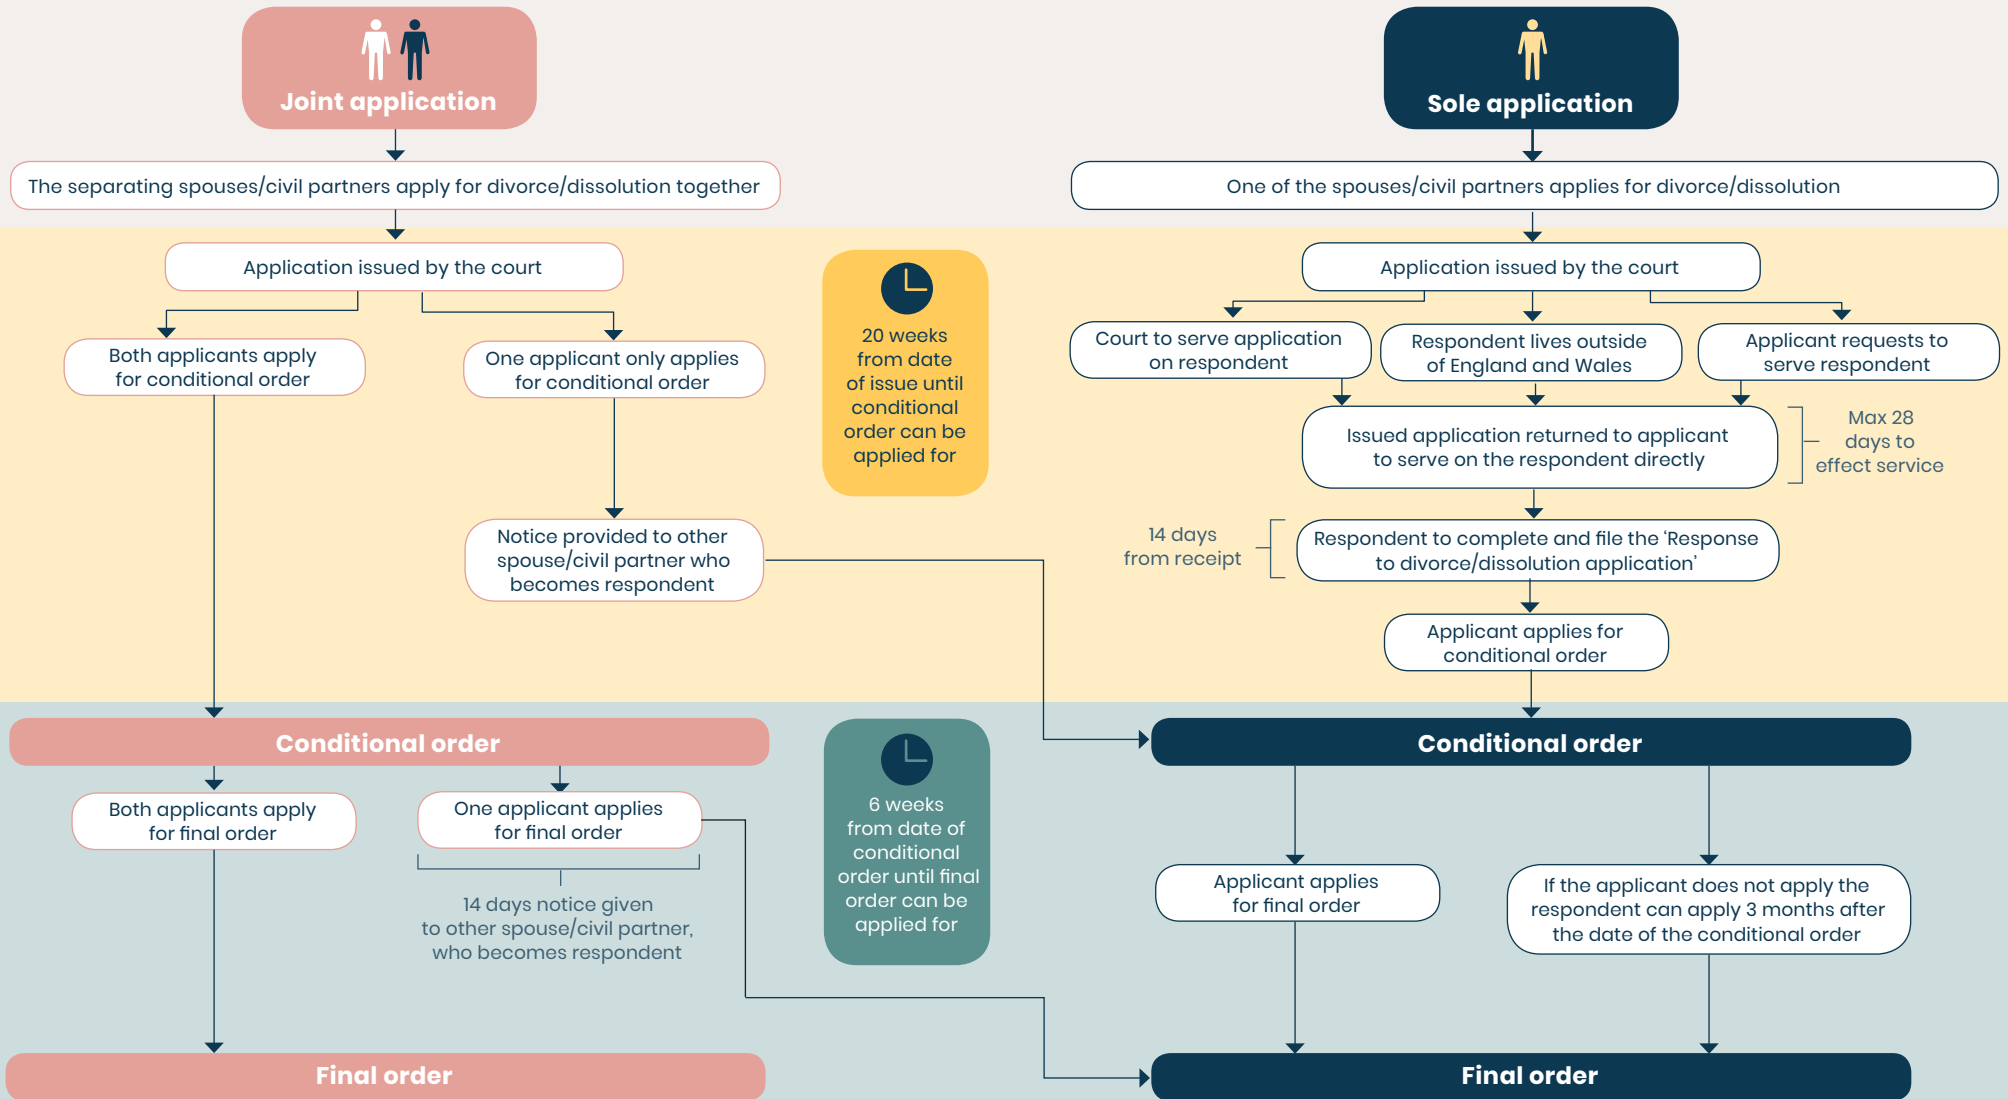 Joint application
The separating spouses/civil partners apply for divorce/dissolution together
Application issued by the court
Both applicants apply
for conditional order
One applicant only applies
for conditional order
Notice provided to other
spouse/civil partner who
becomes respondent
20 weeks
from date
of issue until
conditional
order can be
applied for
Sole application
One of the spouses/civil partners applies for divorce/dissolution
Application issued by the court
Court to serve application
on respondent
Respondent lives outside
of England and Wales
Applicant requests to
serve respondent
Issued application returned to applicant
to serve on the respondent directly
Max 28
days to
effect service
14 days
from receipt
Respondent to complete and file the ‘Response
to divorce/dissolution application’
Applicant applies for
conditional order
Conditional order
Both applicants apply
for final order
One applicant applies
for final order
14 days notice given
to other spouse/civil partner,
who becomes respondent
Final order
6 weeks
from date of
conditional
order until final
order can be
applied for
Conditional order
Applicant applies
for final order
If the applicant does not apply the
respondent can apply 3 months after
the date of the conditional order
Final order